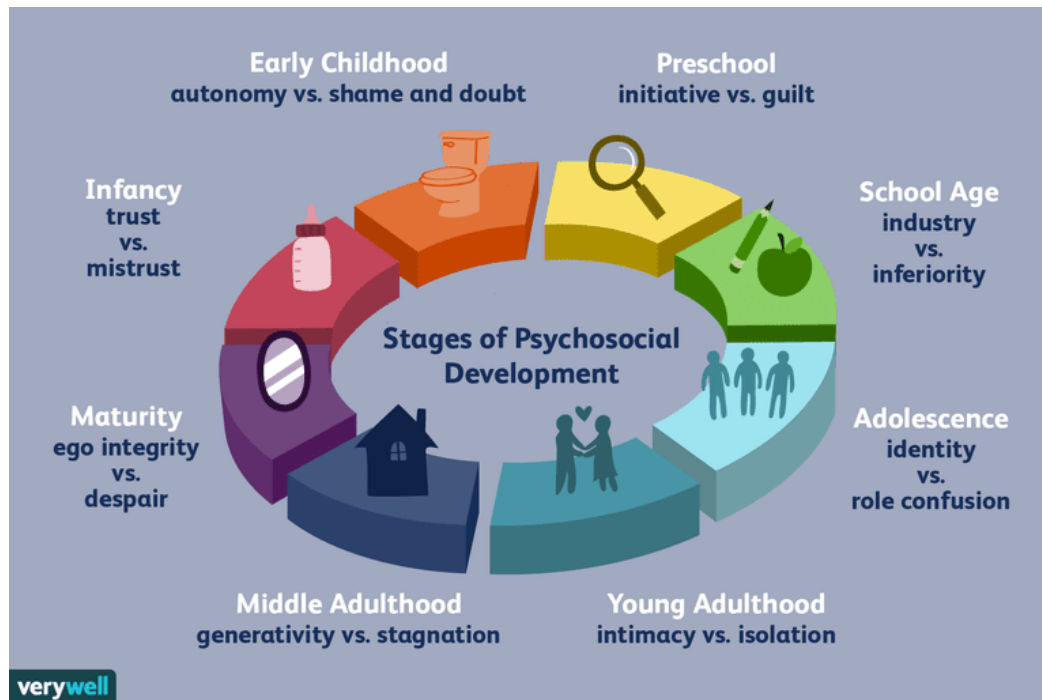 Early Childhood
autonomy vs. shame and doubt
Preschool
initiative vs. guilt
Infancy
trust
vs.
mistrust
School Age
industry
vs.
inferiority
Stages of Psychosocial
Development
Maturity
ego integrity
vs.
despair
Adolescence
identity
vs.
role confusion
Middle Adulthood
generativity vs. stagnation
Young Adulthood
intimacy vs. isolation
verywell